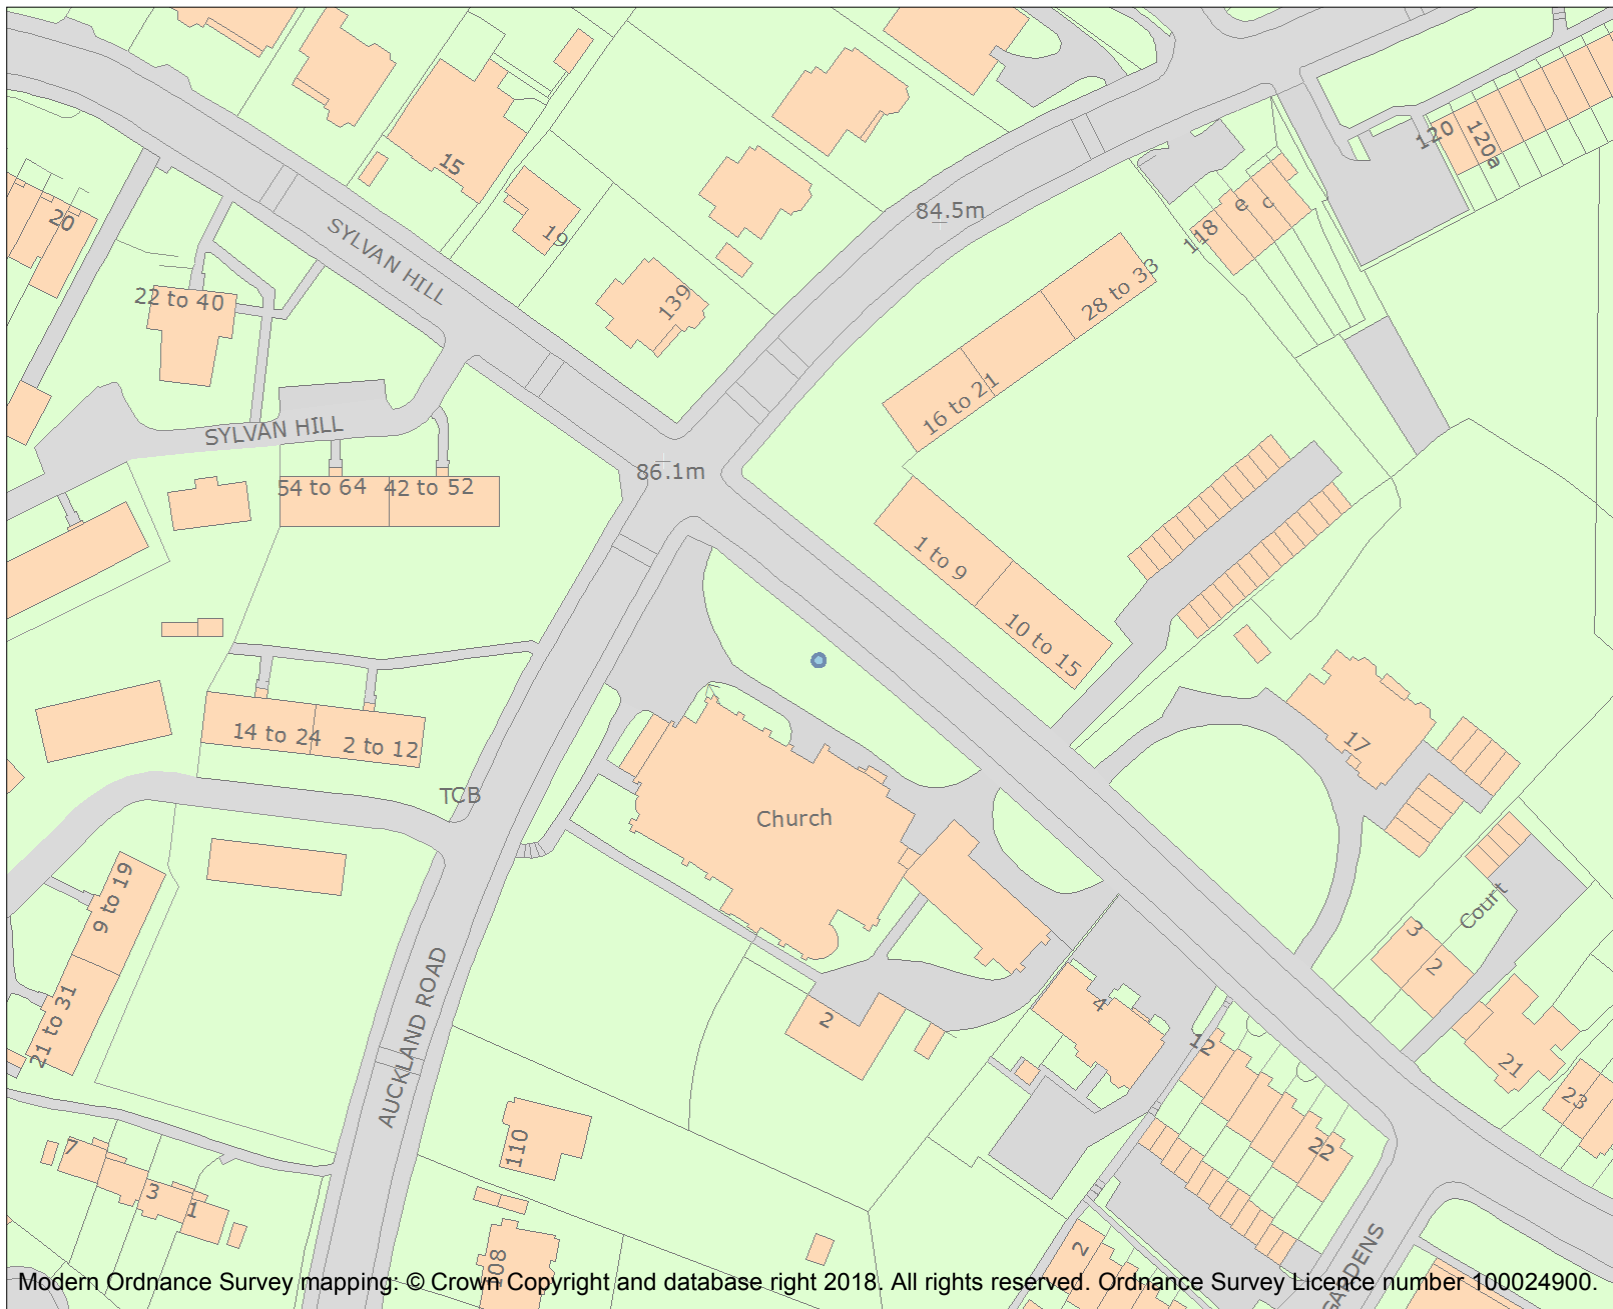 120
120a
15
20
84.5m
e
c
118
19
SYLVAN HILL
139
28 to 33
22 to 40
16 to 21
SYLVAN HILL
86.1m
54 to 64
42 to 52
1 to 9
10 to 15
14 to 24
2 to 12
17
TCB
Church
9 to 19
Court
3
2
21 to 31
AUCKLAND ROAD
2
4
12
21
23
110
22
7
3
1
108
2
GARDENS
Modern Ordnance Survey mapping: © Crown Copyright and database right 2018. All rights reserved. Ordnance Survey Licence number 100024900.